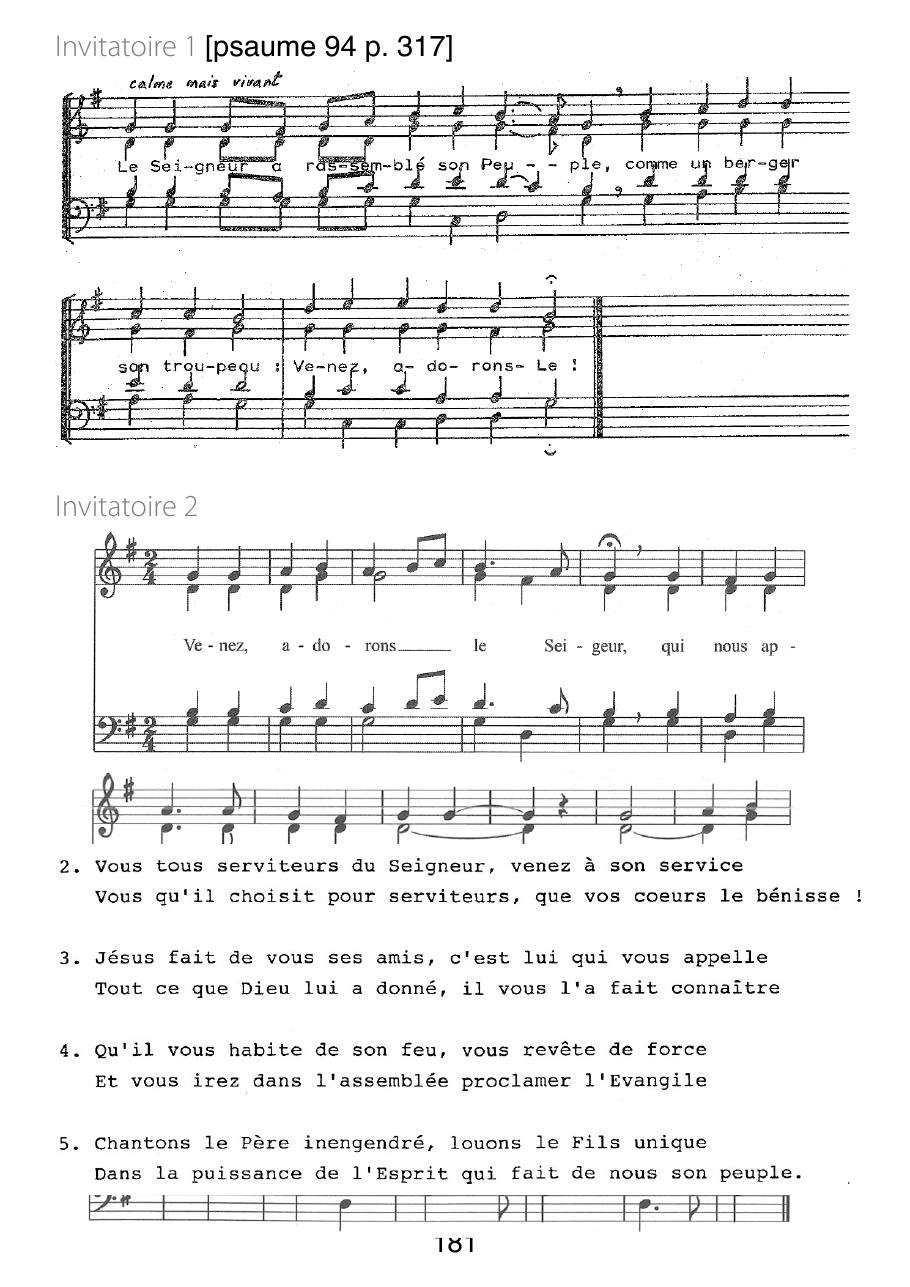 Invitatoire 1 [psaume 94 p. 317]
calme mais vivant
Le Sei-gneur a ras-sem-blé son Peu - - ple, comme un ber-ger
son trou-peau : Ve-nez, a- do- rons- Le !
Invitatoire 2
Ve - nez, a - do - rons le Sei - geur, qui nous ap -
2. Vous tous serviteurs du Seigneur, venez à son service
Vous qu'il choisit pour serviteurs, que vos coeurs le bénisse !
3. Jésus fait de vous ses amis, c'est lui qui vous appelle
Tout ce que Dieu lui a donné, il vous l'a fait connaître
4. Qu'il vous habite de son feu, vous revête de force
Et vous irez dans l'assemblée proclamer l'Evangile
5. Chantons le Père inengendré, louons le Fils unique
Dans la puissance de l'Esprit qui fait de nous son peuple.
181